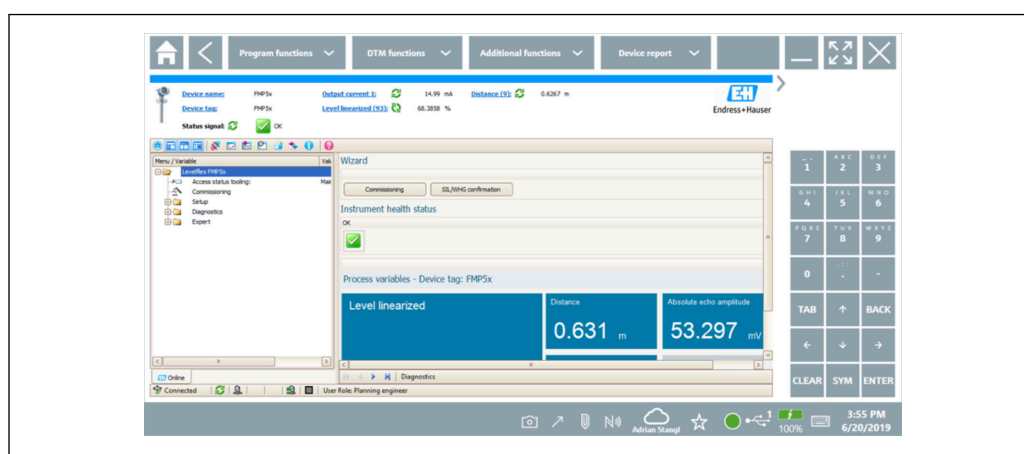 Program functions DTM functions Additional functions Device report
Device name: FMP5x Output current 1: 14.99 mA Distance (93): 0.6267 m
Device tag: FMP5x Level linearized (93): 68.3858 %
Status signal: OK
EH
Endress+Hauser
Menu / Variable Valu
Levelflex FMP5x
Access status tooling: Main
Commissioning
Setup
Diagnostics
Expert
Wizard
Commissioning SIL/WHG confirmation
Instrument health status
OK
Process variables - Device tag: FMP5x
Level linearized
Distance
0.631 m
Absolute echo amplitude
53.297 mV
Diagnostics
Online
Connected User Role: Planning engineer
1 ABC 2 DEF 3
GHI 4 JKL 5 MNO 6
PQRS 7 TUV 8 WXYZ 9
0 . -
TAB ↑ BACK
← ↓ →
CLEAR SYM ENTER
Adrian Stangl
1
100%
3:55 PM
6/20/2019